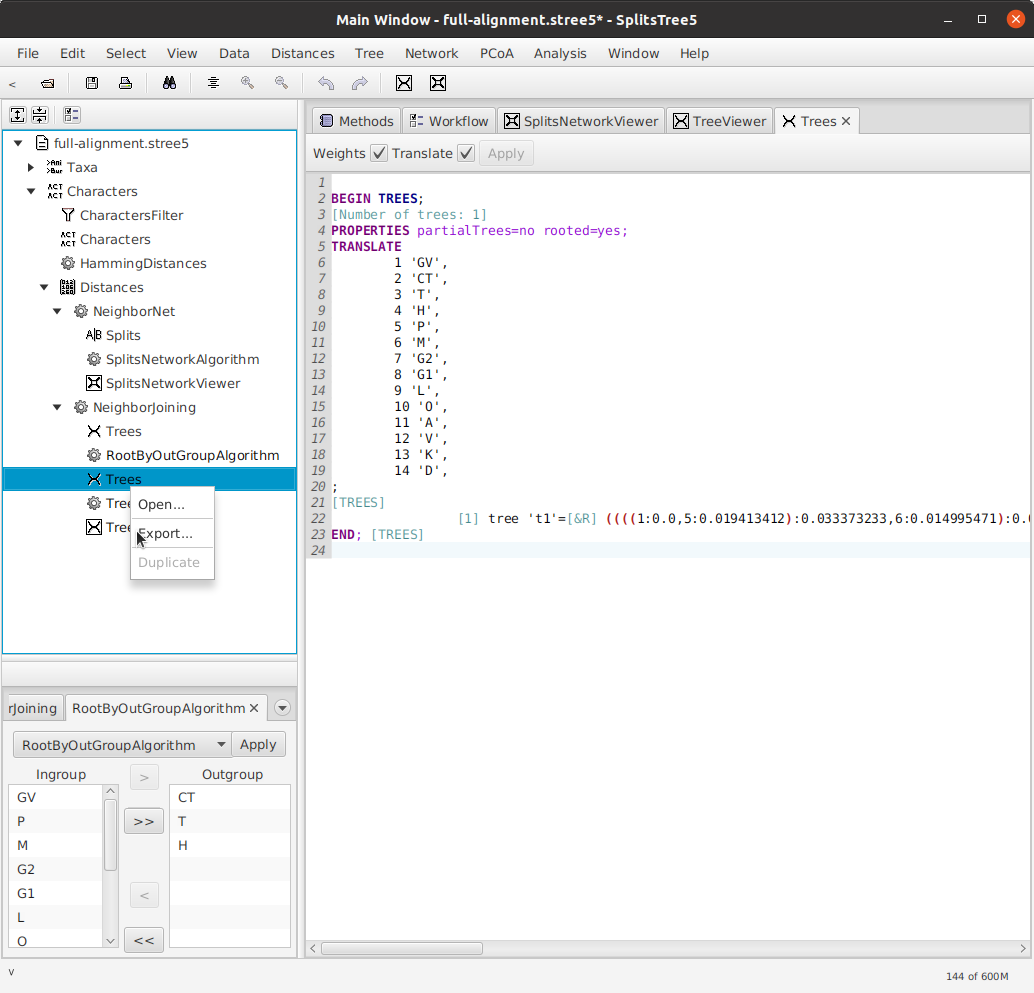 Main Window - full-alignment.stree5* - SplitsTree5
File Edit Select View Data Distances Tree Network PCoA Analysis Window Help
<
full-alignment.stree5
Taxa
Characters
CharactersFilter
Characters
HammingDistances
Distances
NeighborNet
Splits
SplitsNetworkAlgorithm
SplitsNetworkViewer
NeighborJoining
Trees
RootByOutGroupAlgorithm
Trees
Tree
Tree
Open...
Export...
Duplicate
Methods Workflow SplitsNetworkViewer TreeViewer Trees
Weights Translate Apply
1
2 BEGIN TREES;
3 [Number of trees: 1]
4 PROPERTIES partialTrees=no rooted=yes;
5 TRANSLATE
6 1 'GV',
7 2 'CT',
8 3 'T',
9 4 'H',
10 5 'P',
11 6 'M',
12 7 'G2',
13 8 'G1',
14 9 'L',
15 10 'O',
16 11 'A',
17 12 'V',
18 13 'K',
19 14 'D',
20 ;
21 [TREES]
22 [1] tree 't1'=[&R] ((((1:0.0,5:0.019413412):0.033373233,6:0.014995471):0.0
23 END; [TREES]
24
rJoining RootByOutGroupAlgorithm
RootByOutGroupAlgorithm Apply
Ingroup Outgroup
GV
P
M
G2
G1
L
O
>
>>
<
<<
CT
T
H
v
144 of 600M